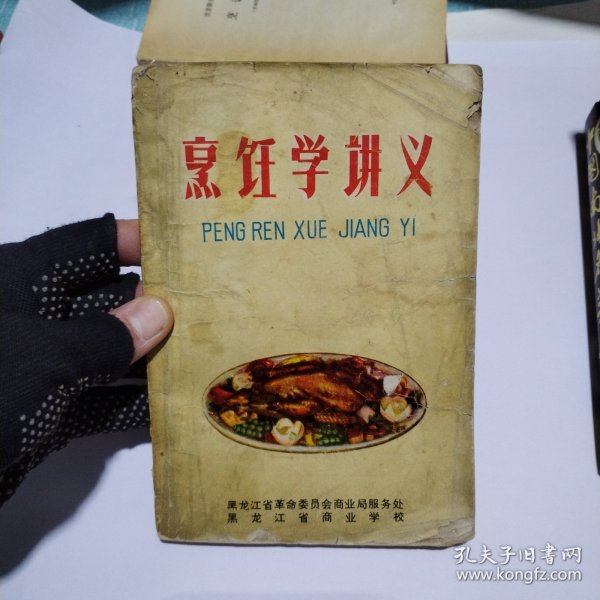 烹饪学讲义
PENG REN XUE JIANG YI
黑龙江省革命委员会商业局服务处
黑龙江省商业学校
孔夫子旧书网
www.kongfz.com